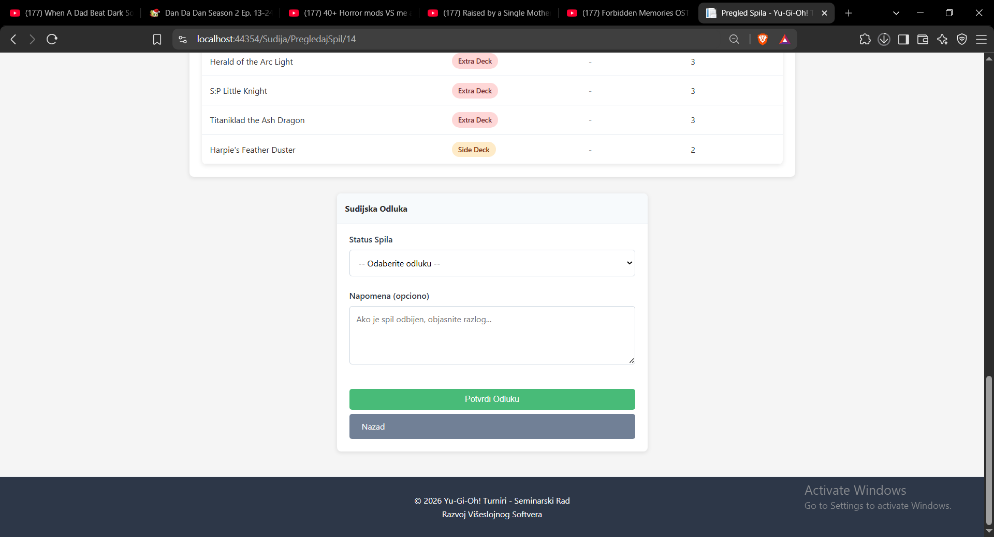 (177) When A Dad Beat Dark So
Dan Da Dan Season 2 Ep. 13-24
(177) 40+ Horror mods VS me a
(177) Raised by a Single Mothe
(177) Forbidden Memories OST
Pregled Spila - Yu-Gi-Oh! T
localhost:44354/Sudija/PregledajSpil/14
Herald of the Arc Light Extra Deck - 3
S:P Little Knight Extra Deck - 3
Titaniklad the Ash Dragon Extra Deck - 3
Harpie's Feather Duster Side Deck - 2
Sudijska Odluka
Status Spila
-- Odaberite odluku --
Napomena (opciono)
Ako je spil odbijen, objasnite razlog...
Potvrdi Odluku
Nazad
© 2026 Yu-Gi-Oh! Turniri - Seminarski Rad
Razvoj Višeslojnog Softvera
Activate Windows
Go to Settings to activate Windows.